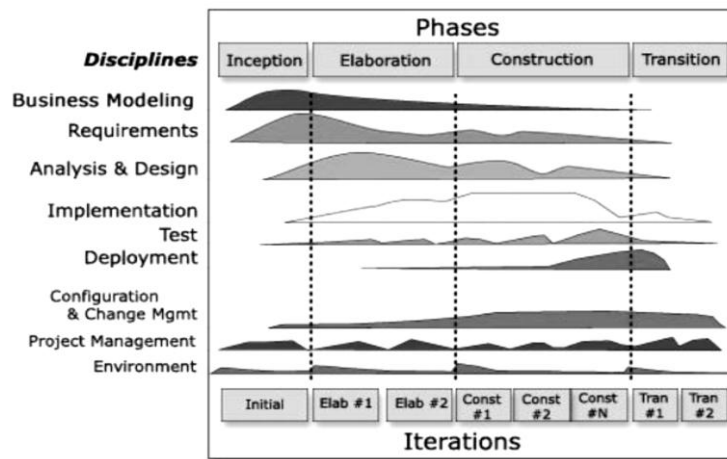 Phases
Disciplines
Inception
Elaboration
Construction
Transition
Business Modeling
Requirements
Analysis & Design
Implementation
Test
Deployment
Configuration
& Change Mgmt
Project Management
Environment
Initial
Elab #1
Elab #2
Const
#1
Const
#2
Const
#N
Tran
#1
Tran
#2
Iterations